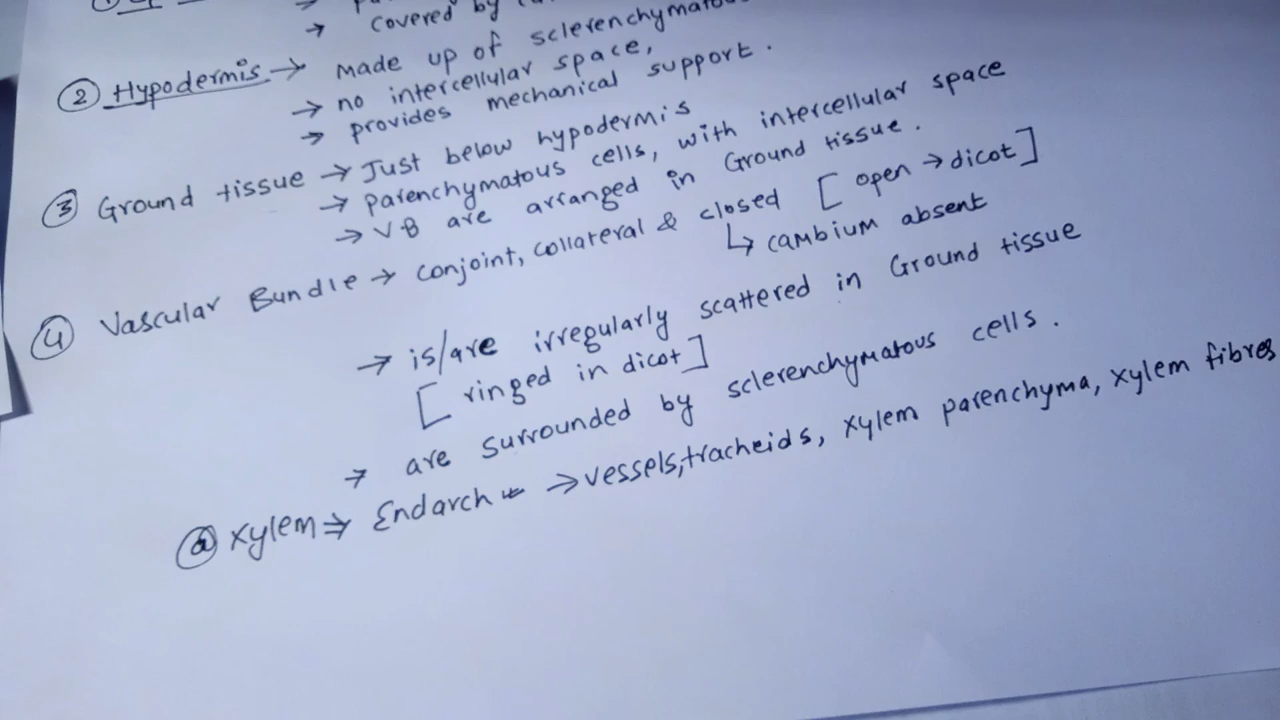 → covered by
② Hypodermis → made up of sclerenchymatous
→ no intercellular space,
→ provides mechanical support.
③ Ground tissue → Just below hypodermis
→ parenchymatous cells, with intercellular space
→ VB are arranged in Ground tissue.
④ Vascular Bundle → conjoint, collateral & closed [open → dicot]
↳ cambium absent
→ is/are irregularly scattered in Ground tissue
[ringed in dicot]
→ are surrounded by sclerenchymatous cells.
ⓐ Xylem ⇒ Endarch → vessels, tracheids, xylem parenchyma, xylem fibres